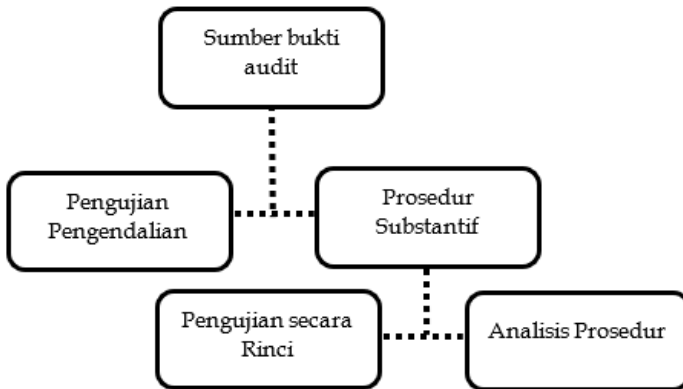 Sumber bukti
audit
Pengujian
Pengendalian
Prosedur
Substantif
Pengujian secara
Rinci
Analisis Prosedur